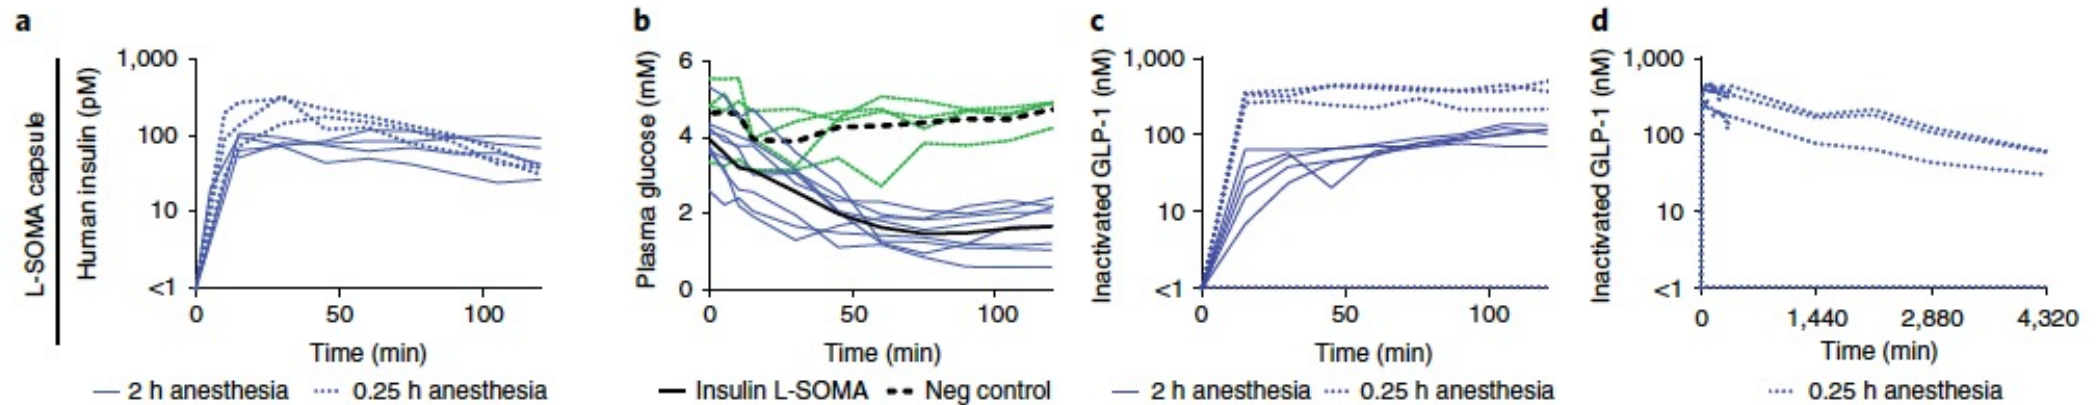 a
L-SOMA capsule
Human insulin (pM)
1,000
100
10
<1
0 50 100
Time (min)
2 h anesthesia 0.25 h anesthesia
b
Plasma glucose (mM)
6
4
2
0
0 50 100
Time (min)
Insulin L-SOMA Neg control
c
Inactivated GLP-1 (nM)
1,000
100
10
<1
0 50 100
Time (min)
2 h anesthesia 0.25 h anesthesia
d
Inactivated GLP-1 (nM)
1,000
100
10
<1
0 1,440 2,880 4,320
Time (min)
0.25 h anesthesia